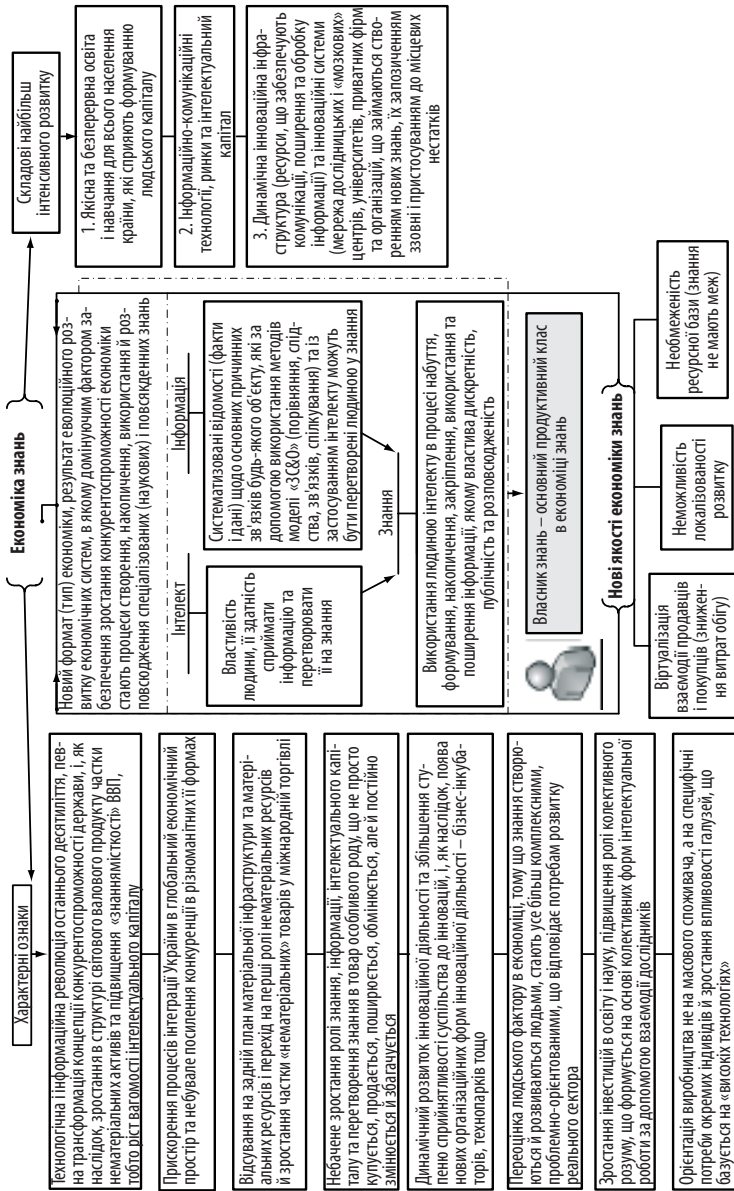 Економіка знань
Характерні ознаки
Технологічна і інформаційна революція останнього десятиліття, пев-
на трансформація концепції конкурентоспроможності держави, і, як
наслідок, зростання в структурі світового валового продукту частки
нематеріальних активів та підвищення «знаннямісткості» ВВП,
тобто ріст вагомості інтелектуального капіталу
Прискорення процесів інтеграції України в глобальний економічний
простір та небувале посилення конкуренції в різноманітних її формах
Відсування на задній план матеріальної інфраструктури та матері-
альних ресурсів і перехід на перші ролі нематеріальних ресурсів
й зростання частки «нематеріальних» товарів у міжнародній торгівлі
Небачене зростання ролі знання, інформації, інтелектуального капі-
талу та перетворення знання в товар особливого роду, що не просто
купується, продається, поширюється, обмінюється, але й постійно
змінюється й збагачується
Динамічний розвиток інноваційної діяльності та збільшення сту-
пеню сприйнятливості суспільства до інновацій, і, як наслідок, поява
нових організаційних форм інноваційної діяльності – бізнес-інкуба-
торів, технопарків тощо
Переоцінка людського фактору в економіці, тому що знання створю-
ються й розвиваються людьми, стають усе більш комплексними,
проблемно-орієнтованими, що відповідає потребам розвитку
реального сектора
Зростання інвестицій в освіту і науку, підвищення ролі колективного
розуму, що формується на основі колективних форм інтелектуальної
роботи за допомогою взаємодії дослідників
Орієнтація виробництва не на масового споживача, а на специфічні
потреби окремих індивідів й зростання впливовості галузей, що
базується на «високіх технологіях»
Новий формат (тип) економіки, результат еволюційного роз-
витку економічних систем, в якому домінуючим фактором за-
безпечення зростання конкурентоспроможності економіки
стають процеси створення, накопичення, використання й роз-
повсюдження спеціалізованих (наукових) і повсякденних знань
Інтелект
Властивість
людини, її здатність
сприймати
інформацію та
перетворювати
її на знання
Інформація
Систематизовані відомості (факти
і дані) щодо основних причинних
зв'язків будь-якого об'єкту, які за
допомогою використання методів
моделі «3С&О» (порівняння, слід-
ства, зв'язків, спілкування) та із
застосуванням інтелекту можуть
бути перетворені людиною у знання
Знання
Використання людиною інтелекту в процесі набуття,
формування, накопичення, закріплення, використання та
поширення інформації, якому властива дискретність,
публічність та розповсюдженість
Власник знань – основний продуктивний клас
в економіці знань
Нові якості економіки знань
Віртуалізація
взаємодії продавців
і покупців (знижен-
ня витрат обігу)
Неможливість
локалізованості
розвитку
Необмеженість
ресурсної бази (знання
не мають меж)
Складові найбільш
інтенсивного розвитку
1. Якісна та безперервна освіта
і навчання для всього населення
країни, які сприяють формуванню
людського капіталу
2. Інформаційно-комунікаційні
технології, ринки та інтелектуальний
капітал
3. Динамічна інноваційна інфра-
структура (ресурси, що забезпечують
комунікації, поширення та обробку
інформації) та інноваційні системи
(мережа дослідницьких і «мозкових»
центрів, університетів, приватних фірм
та організацій, що займаються ство-
ренням нових знань, їх запозиченням
ззовні і пристосуванням до місцевих
нестатків